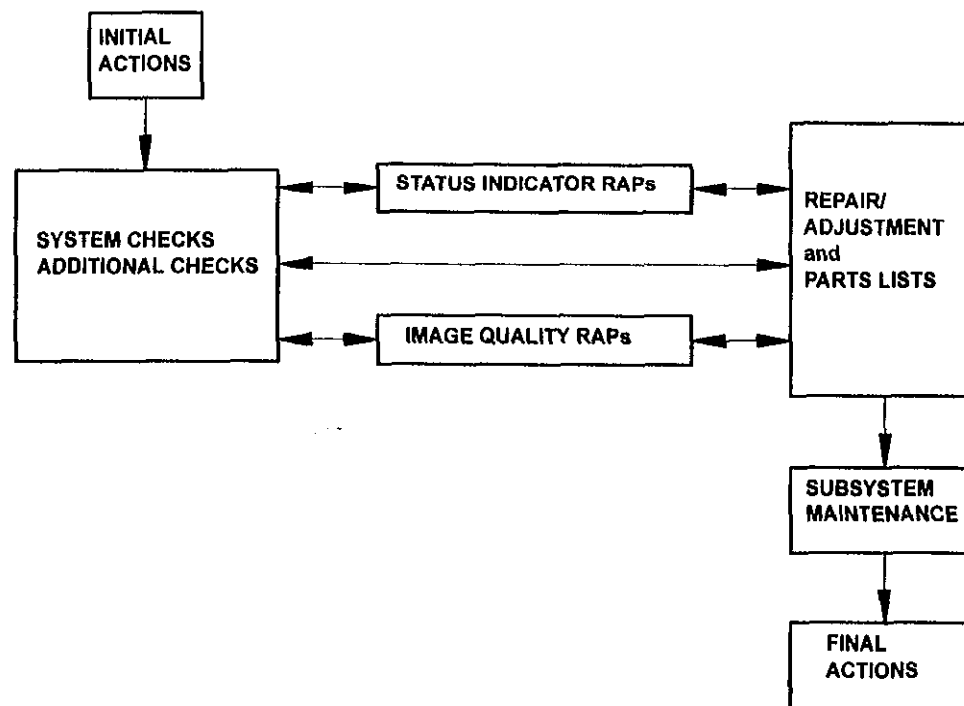 INITIAL
ACTIONS
SYSTEM CHECKS
ADDITIONAL CHECKS
STATUS INDICATOR RAPs
IMAGE QUALITY RAPs
REPAIR/
ADJUSTMENT
and
PARTS LISTS
SUBSYSTEM
MAINTENANCE
FINAL
ACTIONS